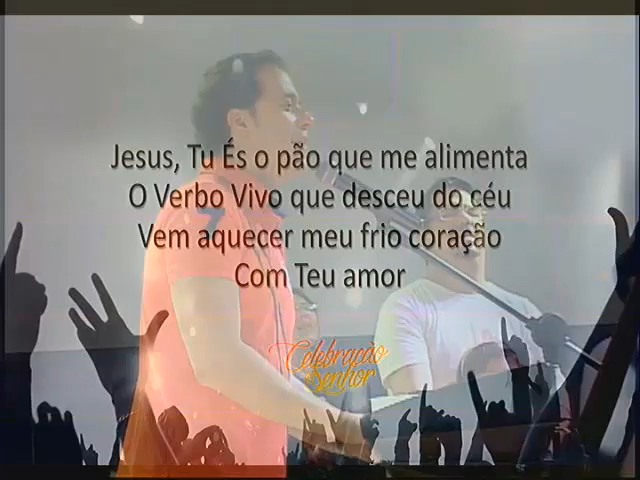 Jesus, Tu És o pão que me alimenta
O Verbo Vivo que desceu do céu
Vem aquecer meu frio coração
Com Teu amor
Celebração
Senhor